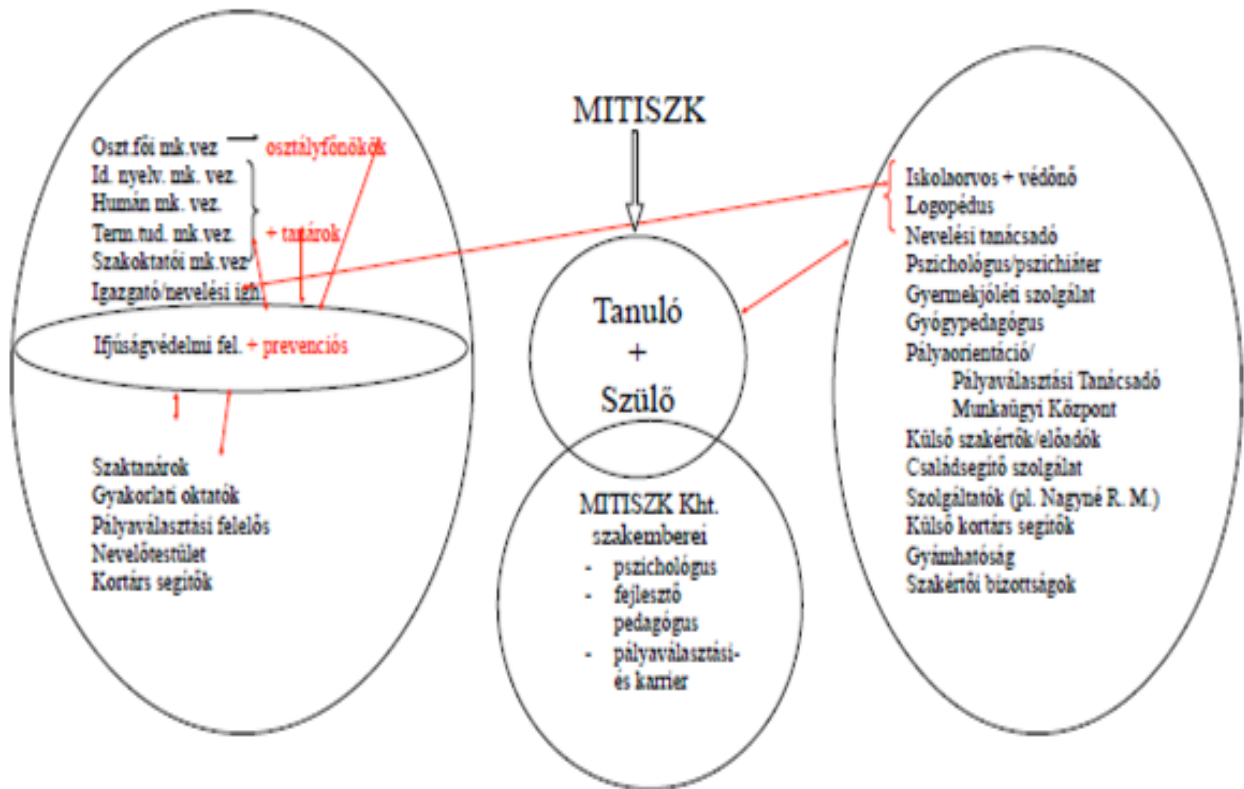 MITISZK
Oszt.fői mk.vez osztályfőnökök
Id. nyelv. mk. vez.
Humán mk. vez.
Term.tud. mk.vez. + tanárok
Szakoktatói mk.vez
Igazgató/nevelési igh.
Ifjúságvédelmi fel. + prevenciós
Szaktanárok
Gyakorlati oktatók
Pályaválasztási felelős
Nevelőtestület
Kortárs segítők
Tanuló
+
Szülő
MITISZK Kht.
szakemberei
- pszichológus
- fejlesztő
pedagógus
- pályaválasztási-
és karrier
Iskolaorvos + védőnő
Logopédus
Nevelési tanácsadó
Pszichológus/pszichiáter
Gyermekjóléti szolgálat
Gyógypedagógus
Pályaorientáció/
Pályaválasztási Tanácsadó
Munkaügyi Központ
Külső szakértők/előadók
Családsegítő szolgálat
Szolgáltatók (pl. Nagyné R. M.)
Külső kortárs segítők
Gyámhatóság
Szakértői bizottságok